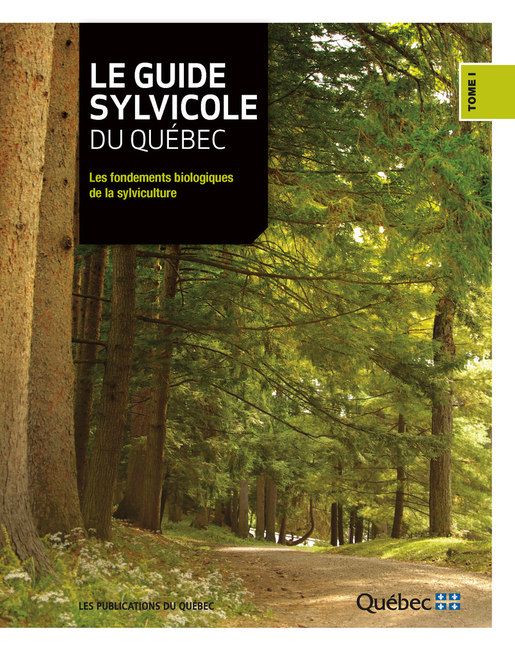 LE GUIDE
SYLVICOLE
DU QUÉBEC
Les fondements biologiques
de la sylviculture
TOME I
LES PUBLICATIONS DU QUÉBEC
Québec